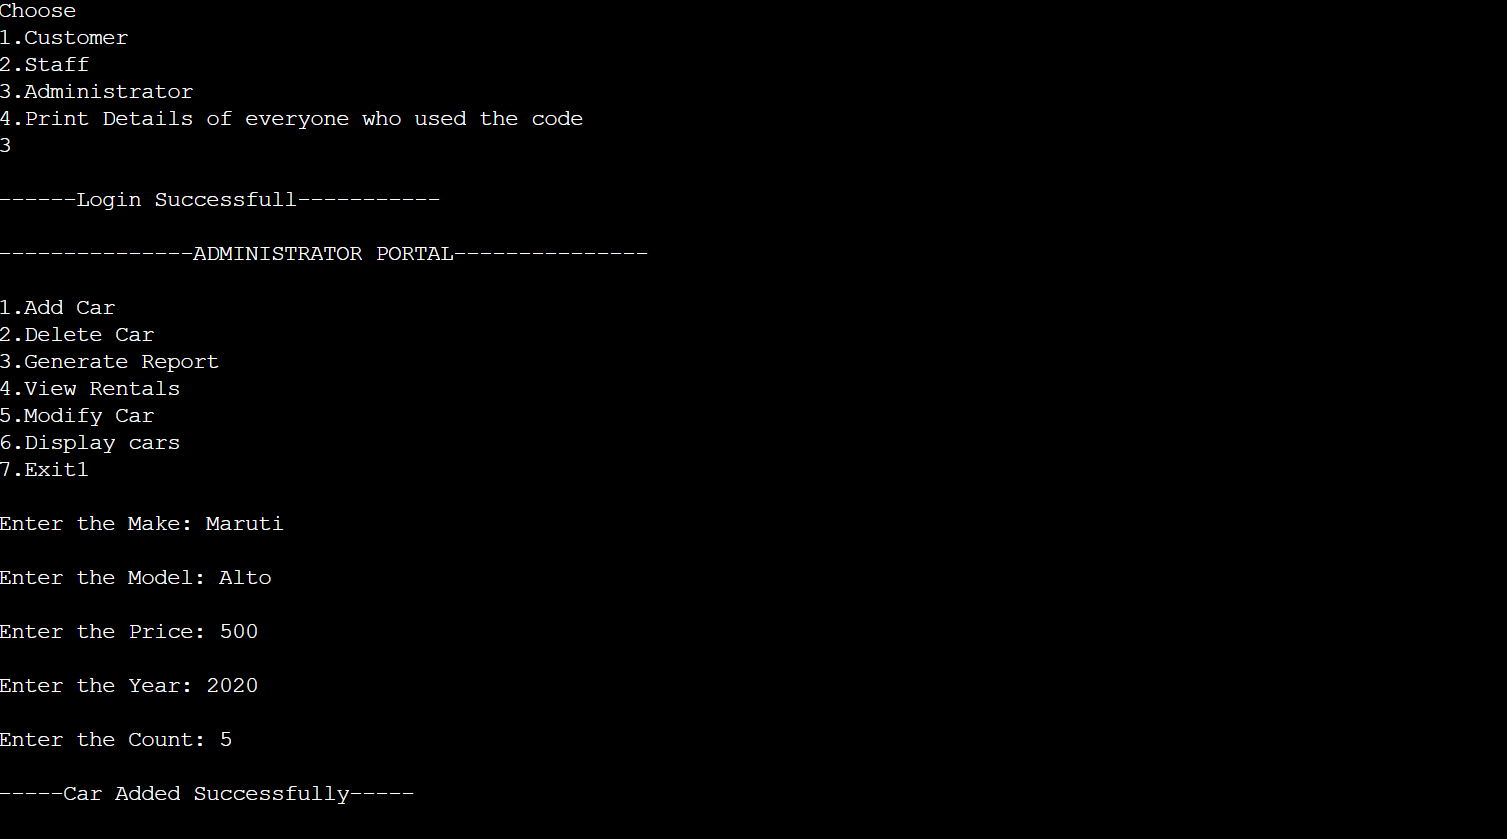 Choose
1.Customer
2.Staff
3.Administrator
4.Print Details of everyone who used the code
3
------Login Successfull-----------
---------------ADMINISTRATOR PORTAL---------------
1.Add Car
2.Delete Car
3.Generate Report
4.View Rentals
5.Modify Car
6.Display cars
7.Exit1
Enter the Make: Maruti
Enter the Model: Alto
Enter the Price: 500
Enter the Year: 2020
Enter the Count: 5
-----Car Added Successfully-----